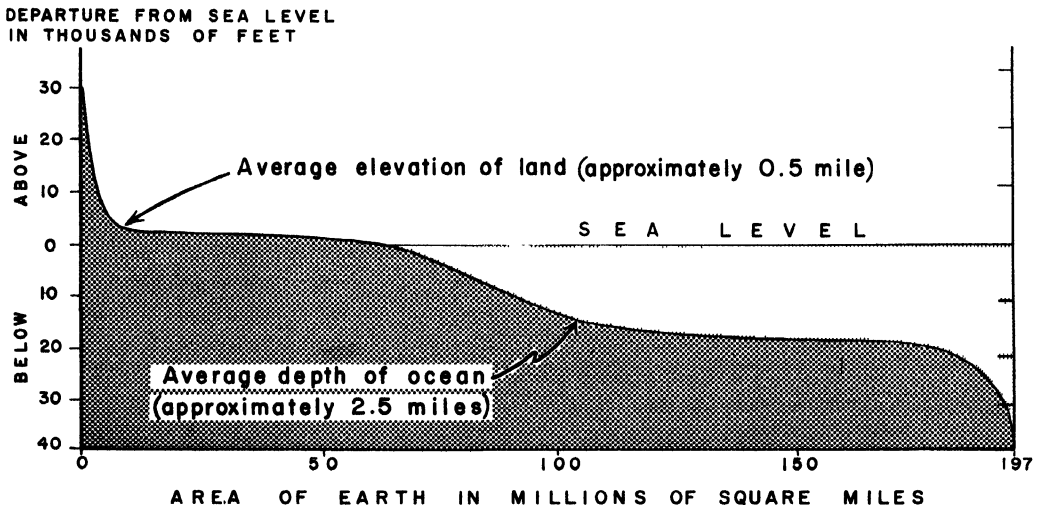 DEPARTURE FROM SEA LEVEL
IN THOUSANDS OF FEET
ABOVE
30
20
10
0
Average elevation of land (approximately 0.5 mile)
SEA LEVEL
BELOW
10
20
30
40
Average depth of ocean
(approximately 2.5 miles)
0
50
100
150
197
AREA OF EARTH IN MILLIONS OF SQUARE MILES